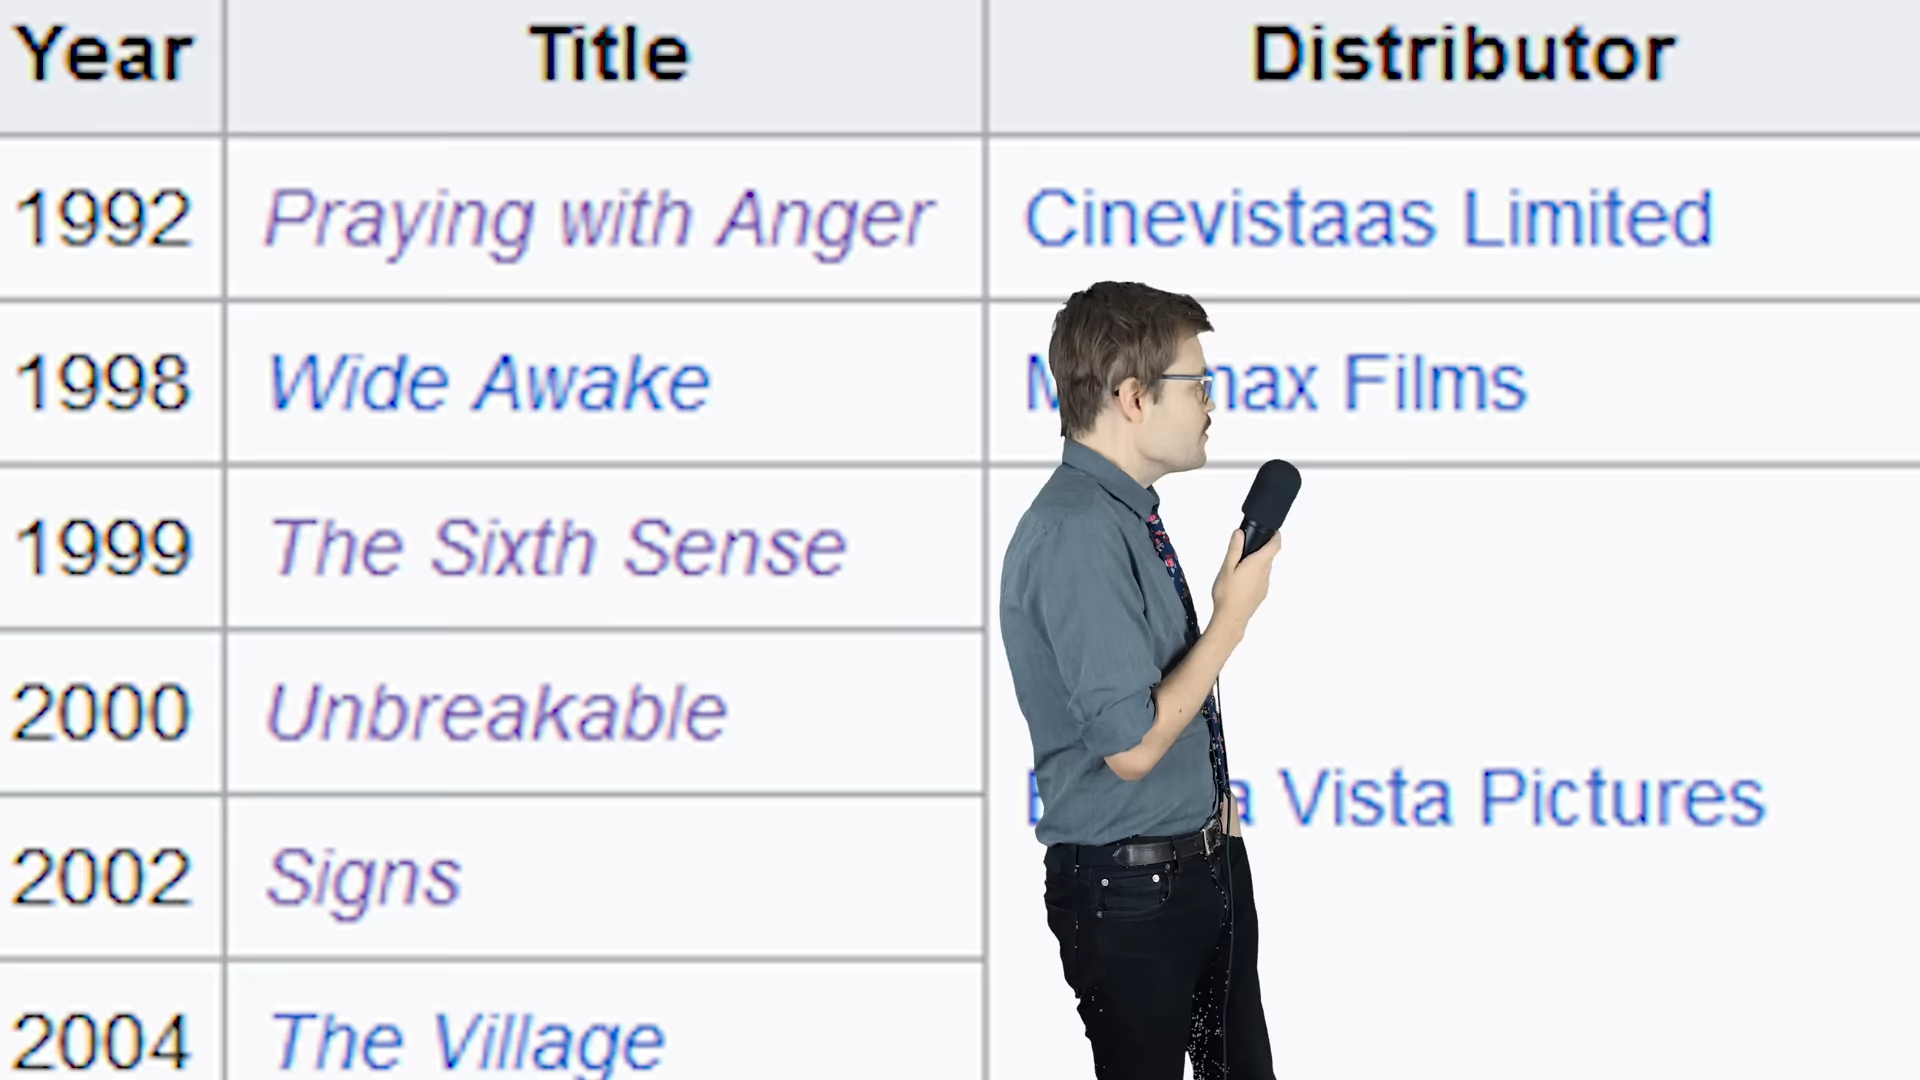 Year Title Distributor
1992 Praying with Anger Cinevistaas Limited
1998 Wide Awake Films
1999 The Sixth Sense
2000 Unbreakable
Vista Pictures
2002 Signs
2004 The Village